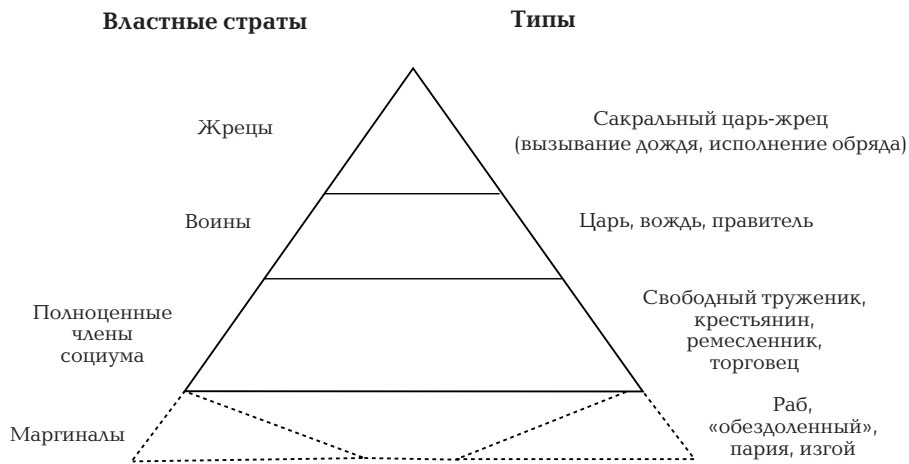 Властные страты
Типы
Жрецы
Сакральный царь-жрец
(вызывание дождя, исполнение обряда)
Воины
Царь, вождь, правитель
Полноценные
члены
социума
Свободный труженик,
крестьянин,
ремесленник,
торговец
Маргиналы
Раб,
«обездоленный»,
пария, изгой